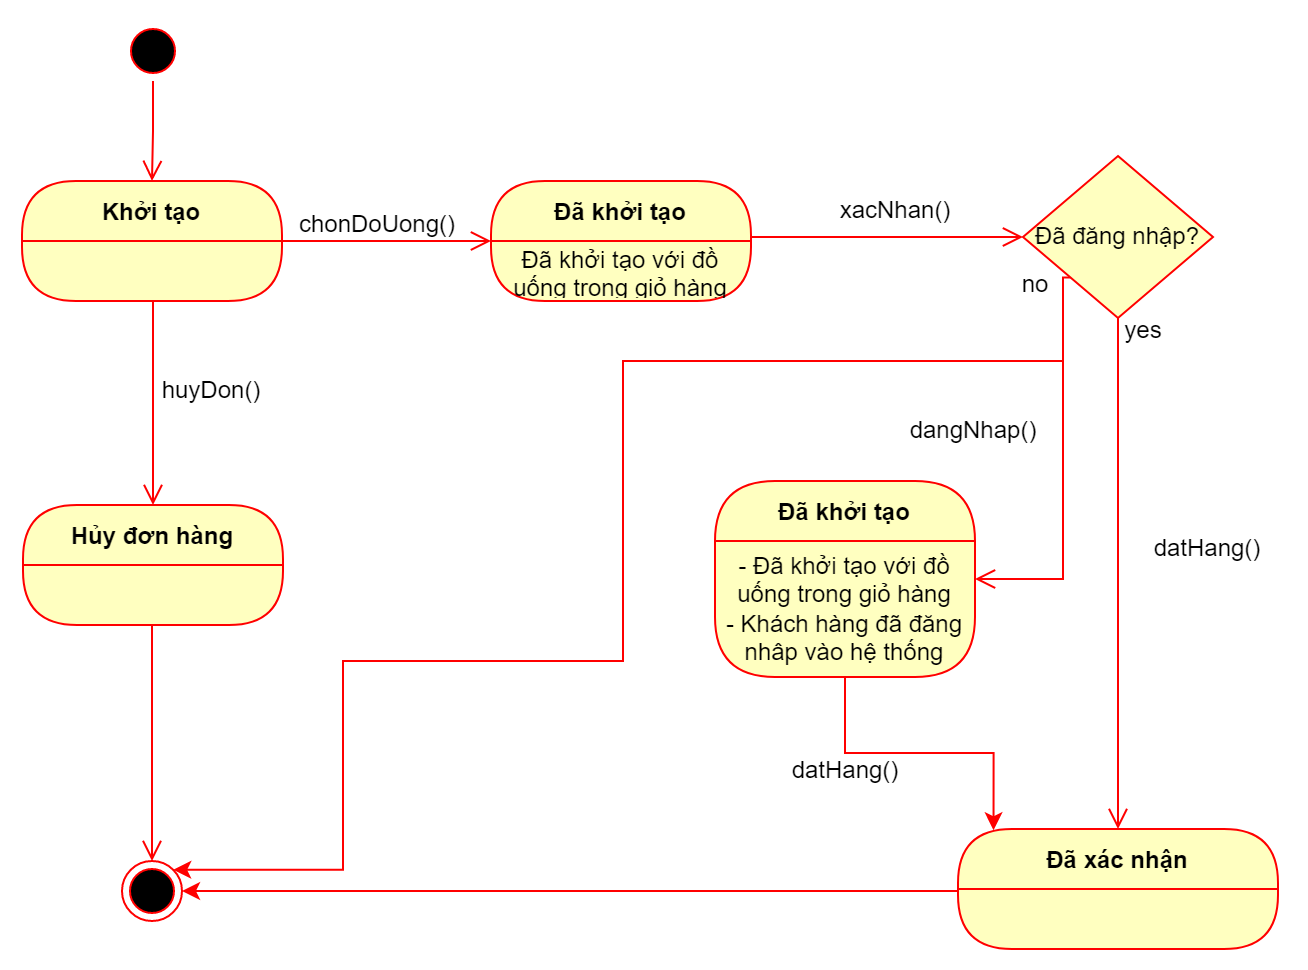 Khởi tạo
chonDoUong()
Đã khởi tạo
Đã khởi tạo với đồ
uống trong giỏ hàng
xacNhan()
Đã đăng nhập?
no
yes
huyDon()
dangNhap()
Hủy đơn hàng
Đã khởi tạo
- Đã khởi tạo với đồ
uống trong giỏ hàng
- Khách hàng đã đăng
nhâp vào hệ thống
datHang()
datHang()
Đã xác nhận